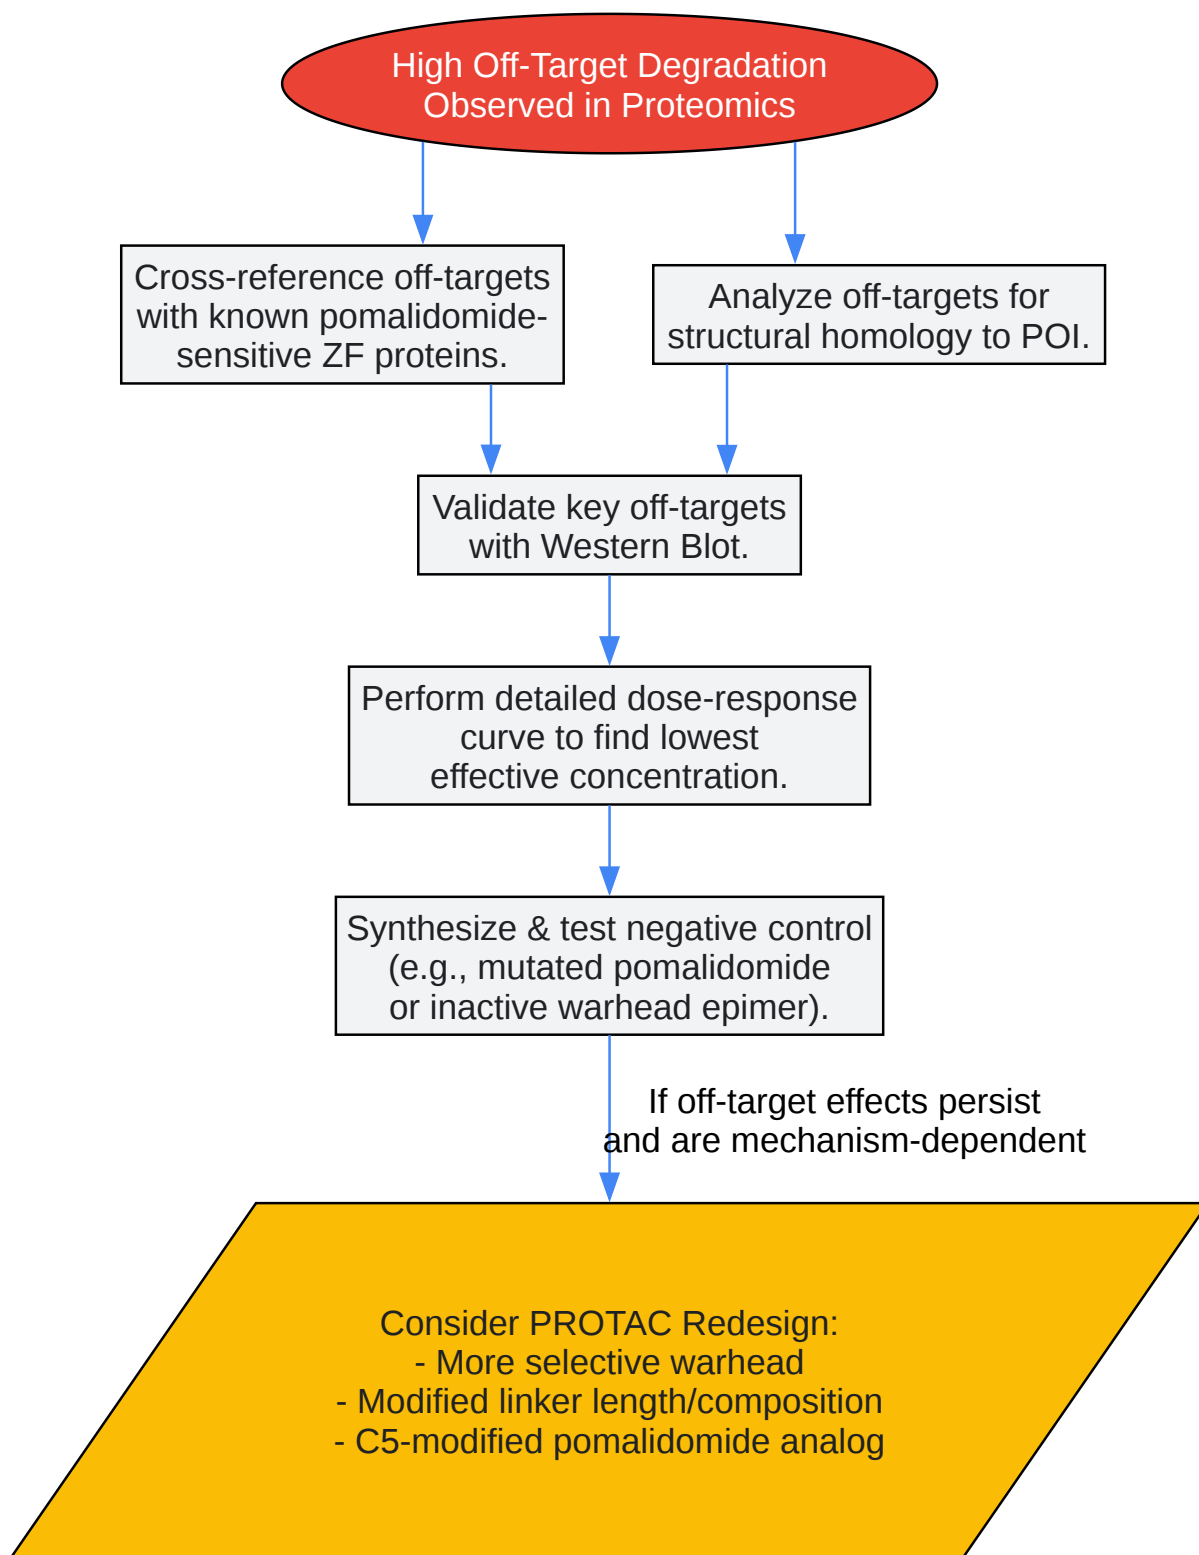 High Off-Target Degradation
Observed in Proteomics
Cross-reference off-targets
with known pomalidomide-
sensitive ZF proteins.
Analyze off-targets for
structural homology to POI.
Validate key off-targets
with Western Blot.
Perform detailed dose-response
curve to find lowest
effective concentration.
Synthesize & test negative control
(e.g., mutated pomalidomide
or inactive warhead epimer).
If off-target effects persist
and are mechanism-dependent
Consider PROTAC Redesign:
- More selective warhead
- Modified linker length/composition
- C5-modified pomalidomide analog